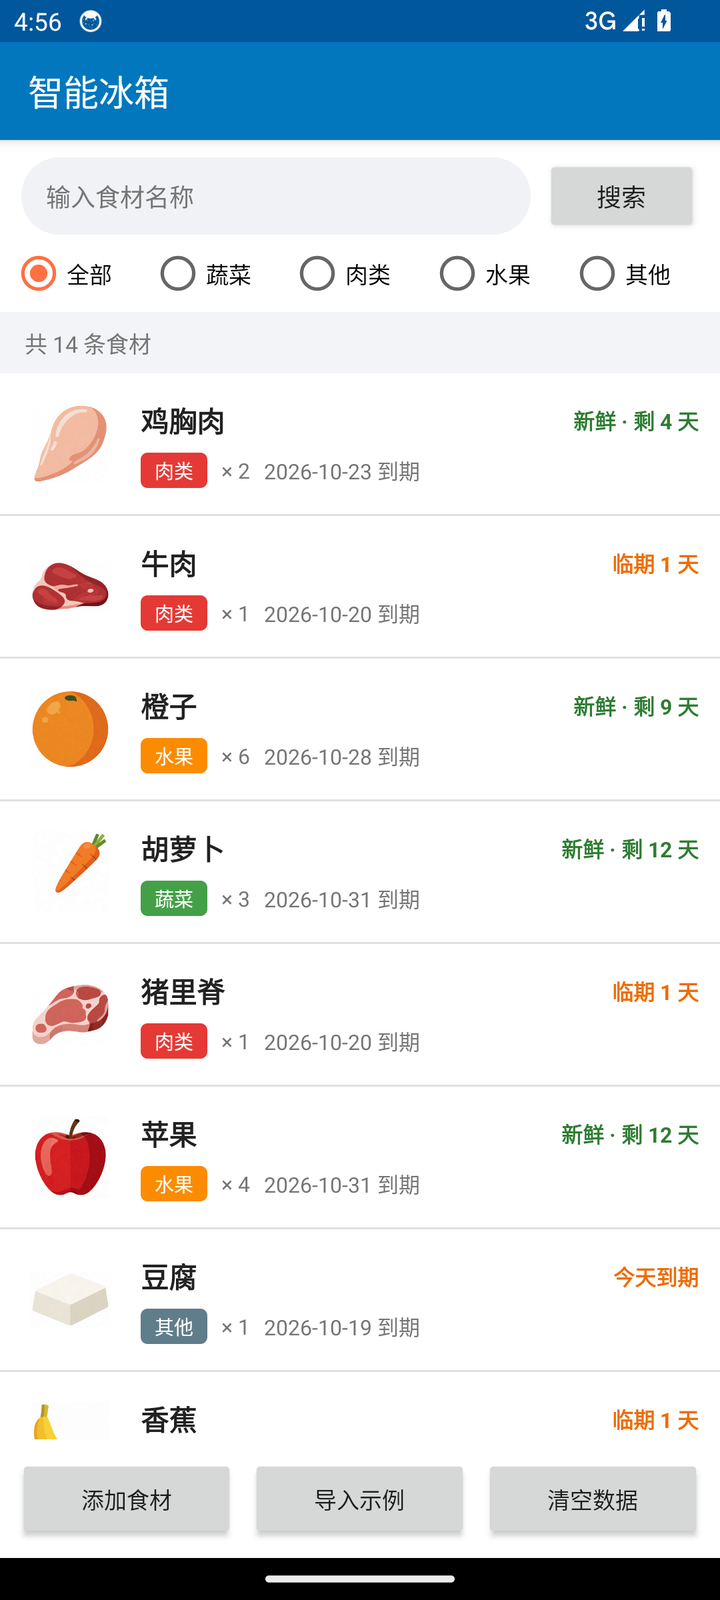 4:56
3G
智能冰箱
输入食材名称
搜索
全部 蔬菜 肉类 水果 其他
共 14 条食材
鸡胸肉
新鲜 · 剩 4 天
肉类 × 2 2026-10-23 到期
牛肉
临期 1 天
肉类 × 1 2026-10-20 到期
橙子
新鲜 · 剩 9 天
水果 × 6 2026-10-28 到期
胡萝卜
新鲜 · 剩 12 天
蔬菜 × 3 2026-10-31 到期
猪里脊
临期 1 天
肉类 × 1 2026-10-20 到期
苹果
新鲜 · 剩 12 天
水果 × 4 2026-10-31 到期
豆腐
今天到期
其他 × 1 2026-10-19 到期
香蕉
临期 1 天
添加食材 导入示例 清空数据